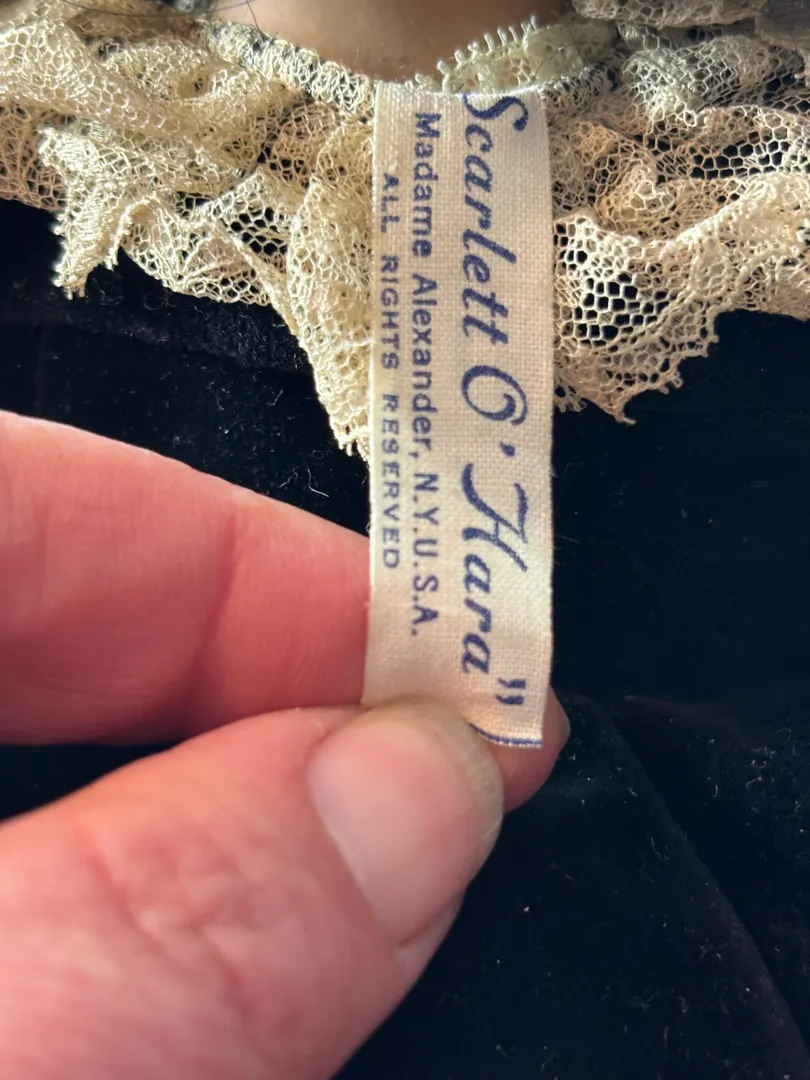 Scarlett O'Hara”
Madame Alexander, N.Y.U.S.A.
ALL RIGHTS RESERVED